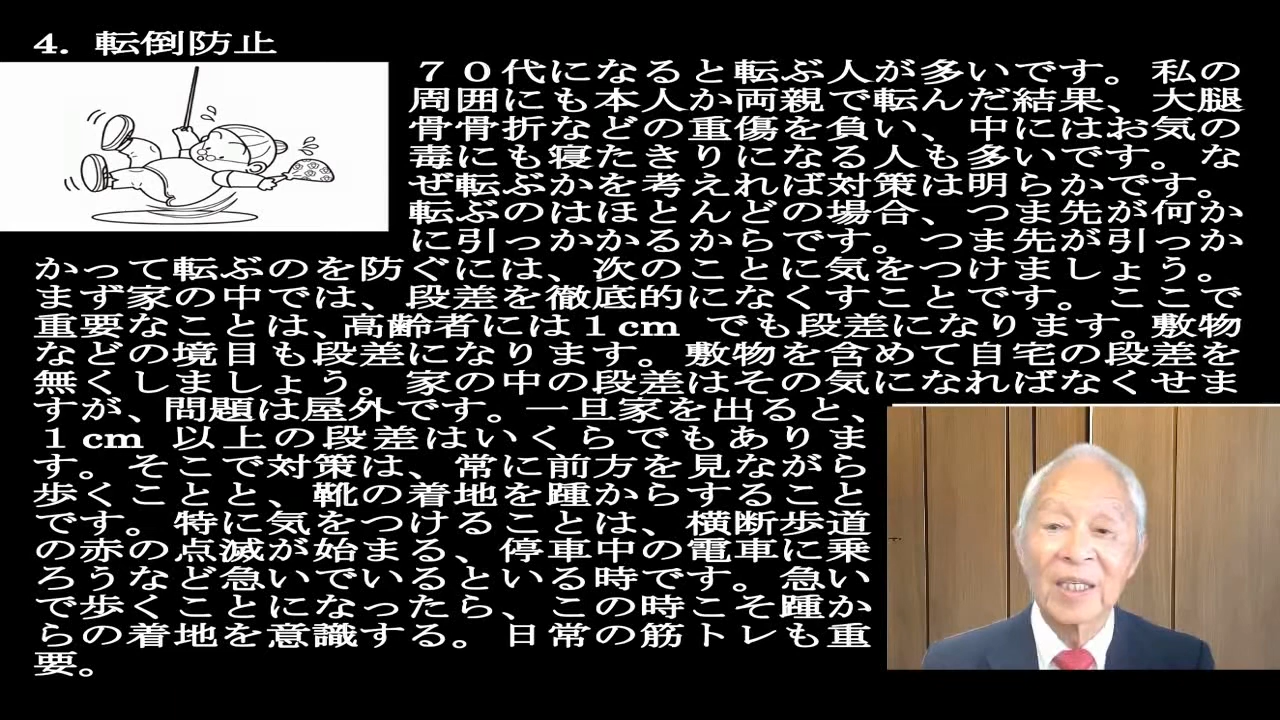 4. 転倒防止
７０代になると転ぶ人が多いです。私の
周囲にも本人か両親で転んだ結果、大腿
骨骨折などの重傷を負い、中にはお気の
毒にも寝たきりになる人も多いです。な
ぜ転ぶかを考えれば対策は明らかです。
転ぶのはほとんどの場合、つま先が何か
に引っかかるからです。つま先が引っか
かって転ぶのを防ぐには、次のことに気をつけましょう。
まず家の中では、段差を徹底的になくすことです。ここで
重要なことは、高齢者には１cm でも段差になります。敷物
などの境目も段差になります。敷物を含めて自宅の段差を
無くしましょう。家の中の段差はその気になればなくせま
すが、問題は屋外です。一旦家を出ると、
１cm 以上の段差はいくらでもありま
す。そこで対策は、常に前方を見ながら
歩くことと、靴の着地を踵からすること
です。特に気をつけることは、横断歩道
の赤の点滅が始まる、停車中の電車に乗
ろうなど急いでいるといる時です。急い
で歩くことになったら、この時こそ踵か
らの着地を意識する。日常の筋トレも重
要。